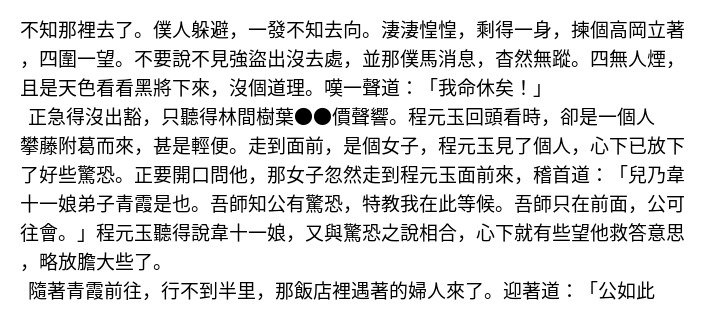 不知那裡去了。僕人躲避，一發不知去向。淒淒惶惶，剩得一身，揀個高岡立著
，四圍一望。不要說不見強盜出沒去處，並那僕馬消息，杳然無蹤。四無人煙，
且是天色看看黑將下來，沒個道理。嘆一聲道：「我命休矣！」
正急得沒出豁，只聽得林間樹葉●●價聲響。程元玉回頭看時，卻是一個人
攀藤附葛而來，甚是輕便。走到面前，是個女子，程元玉見了個人，心下已放下
了好些驚恐。正要開口問他，那女子忽然走到程元玉面前來，稽首道：「兒乃韋
十一娘弟子青霞是也。吾師知公有驚恐，特教我在此等候。吾師只在前面，公可
往會。」程元玉聽得說韋十一娘，又與驚恐之說相合，心下就有些望他救答意思
，略放膽大些了。
隨著青霞前往，行不到半里，那飯店裡遇著的婦人來了。迎著道：「公如此